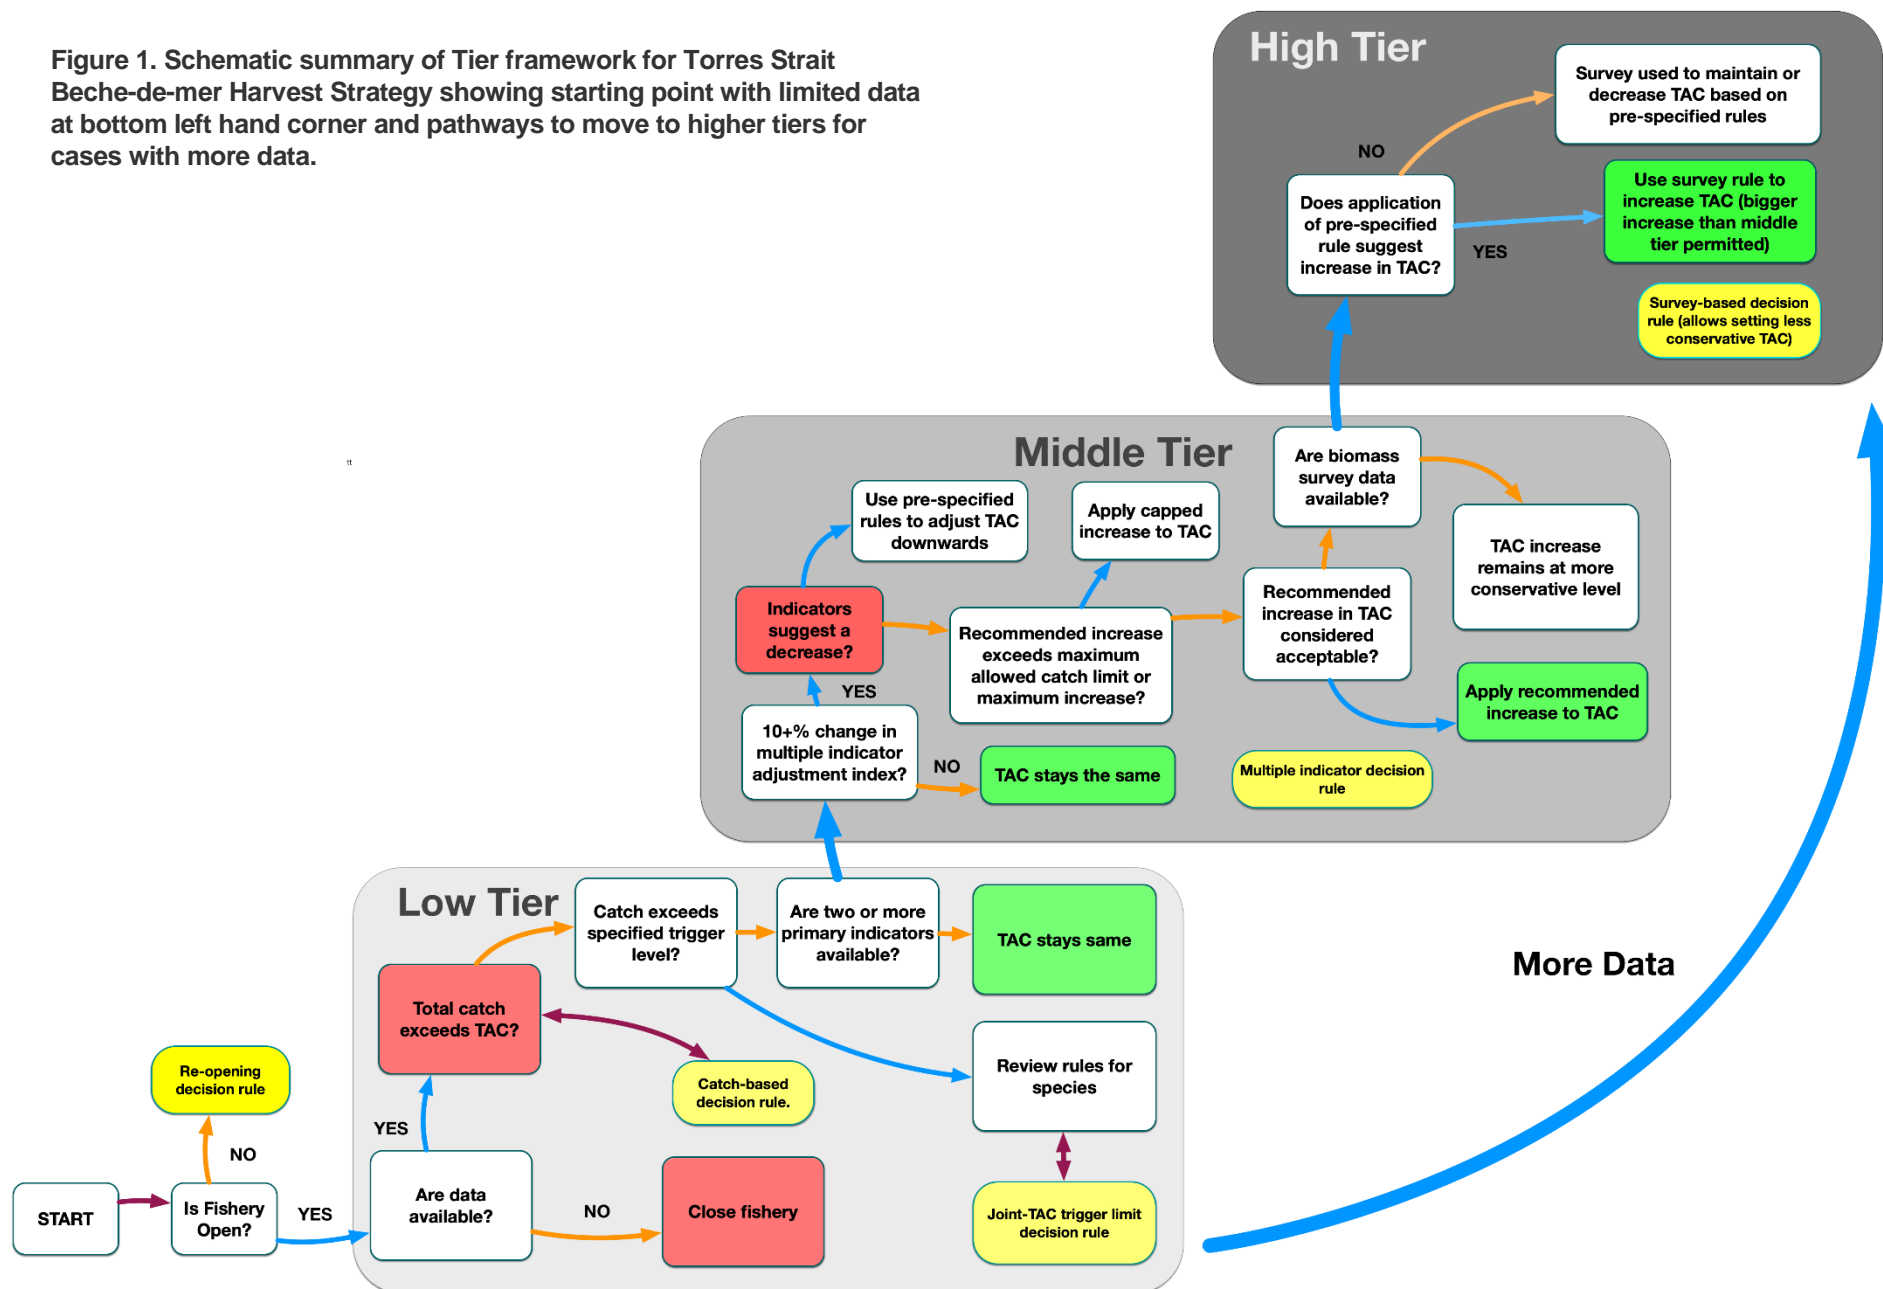 Figure 1. Schematic summary of Tier framework for Torres Strait
Beche-de-mer Harvest Strategy showing starting point with limited data
at bottom left hand corner and pathways to move to higher tiers for
cases with more data.
High Tier
Survey used to maintain or
decrease TAC based on
pre-specified rules
NO
Does application
of pre-specified
rule suggest
increase in TAC?
YES
Use survey rule to
increase TAC (bigger
increase than middle
tier permitted)
Survey-based decision
rule (allows setting less
conservative TAC)
tt
Middle Tier
Are biomass
survey data
available?
Use pre-specified
rules to adjust TAC
downwards
Apply capped
increase to TAC
TAC increase
remains at more
conservative level
Indicators
suggest a
decrease?
Recommended increase
exceeds maximum
allowed catch limit or
maximum increase?
Recommended
increase in TAC
considered
acceptable?
Apply recommended
increase to TAC
YES
10+% change in
multiple indicator
adjustment index?
NO
TAC stays the same
Multiple indicator decision
rule
Low Tier
Catch exceeds
specified trigger
level?
Are two or more
primary indicators
available?
TAC stays same
Total catch
exceeds TAC?
Catch-based
decision rule.
Review rules for
species
More Data
Re-opening
decision rule
NO
YES
START
Is Fishery
Open?
YES
Are data
available?
NO
Close fishery
Joint-TAC trigger limit
decision rule